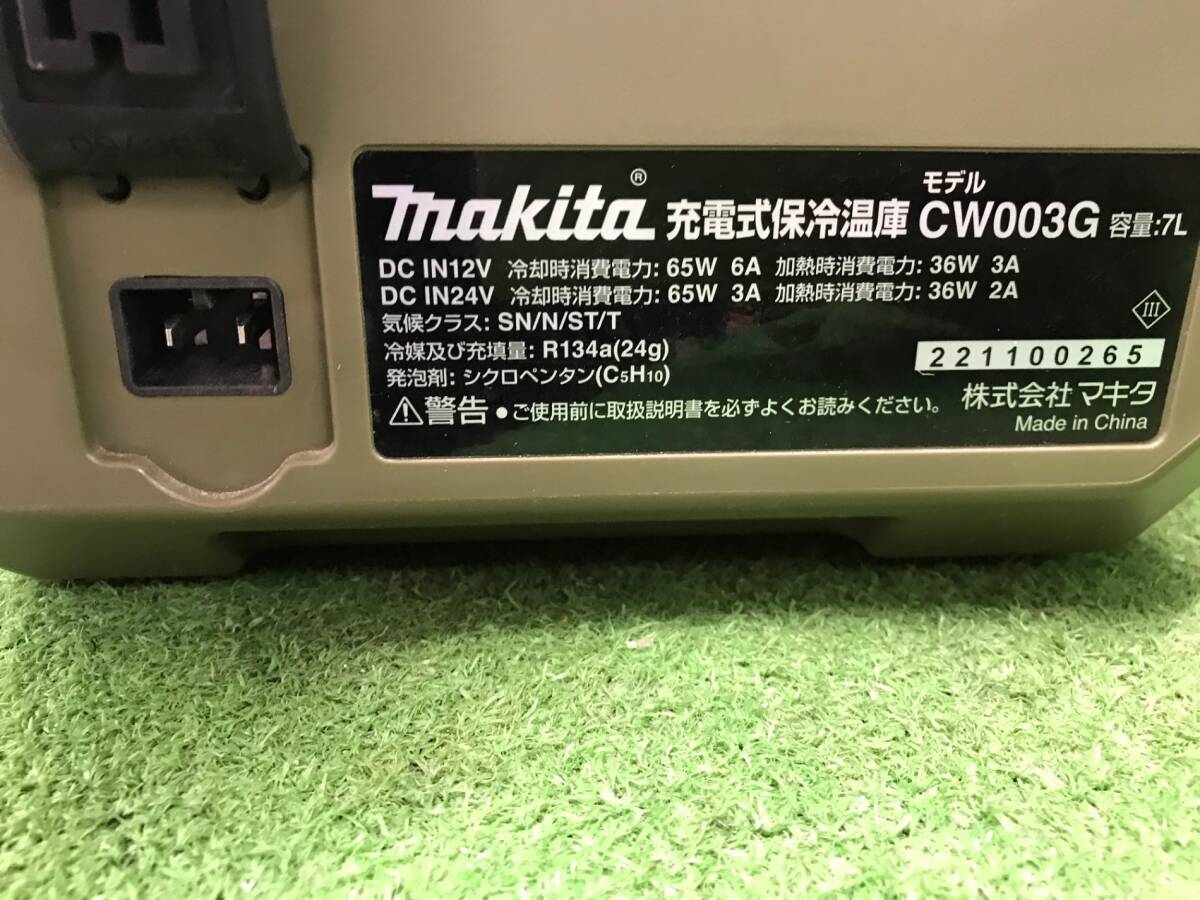 makita® 充電式保冷温庫 モデル CW003G 容量:7L
DC IN12V 冷却時消費電力: 65W 6A 加熱時消費電力: 36W 3A
DC IN24V 冷却時消費電力: 65W 3A 加熱時消費電力: 36W 2A
気候クラス: SN/N/ST/T
III
冷媒及び充填量: R134a(24g)
221100265
発泡剤: シクロペンタン(C5H10)
株式会社 マキタ
⚠警告 ●ご使用前に取扱説明書を必ずよくお読みください。
Made in China